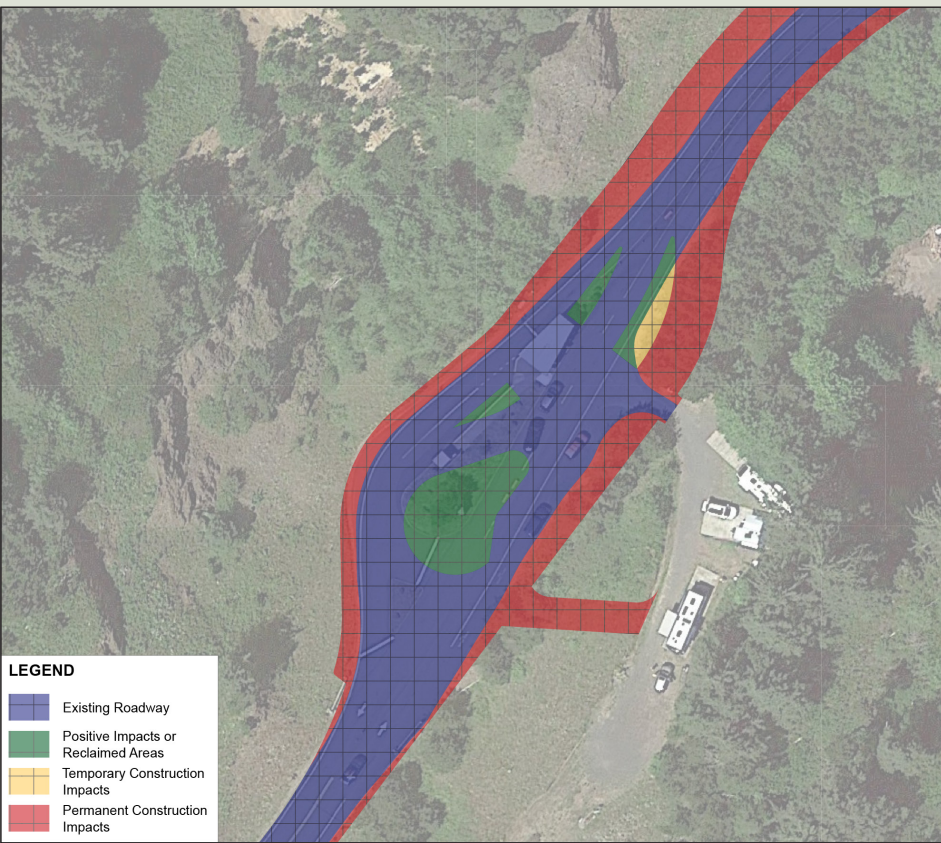 LEGEND
Existing Roadway
Positive Impacts or
Reclaimed Areas
Temporary Construction
Impacts
Permanent Construction
Impacts